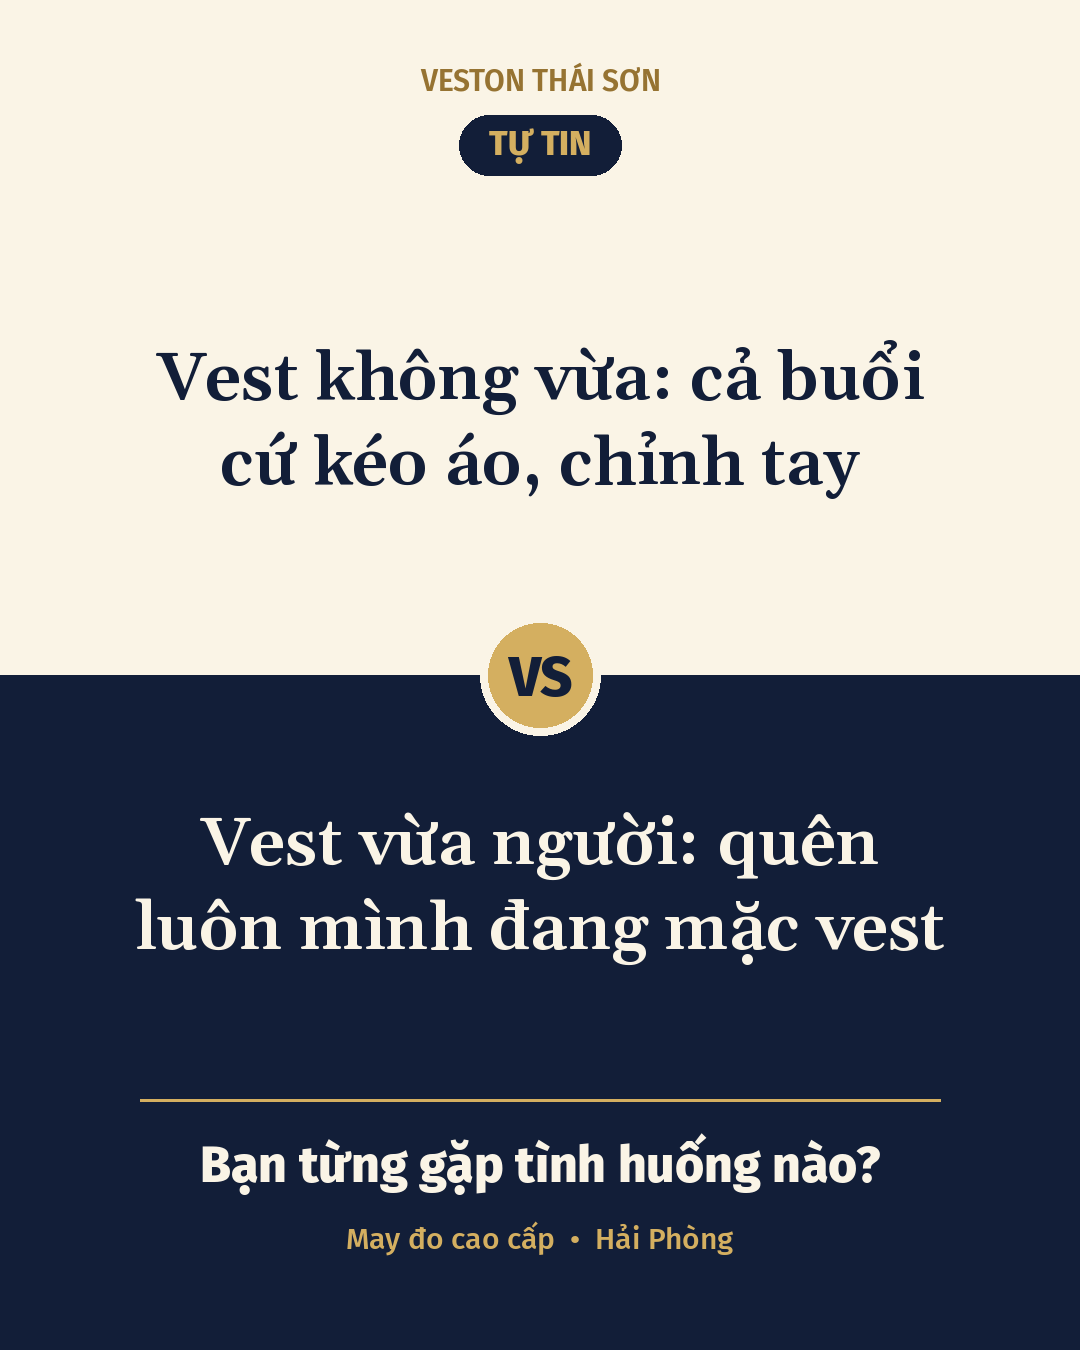 VESTON THÁI SƠN
TỰ TIN
Vest không vừa: cả buổi
cứ kéo áo, chỉnh tay
VS
Vest vừa người: quên
luôn mình đang mặc vest
Bạn từng gặp tình huống nào?
May đo cao cấp • Hải Phòng